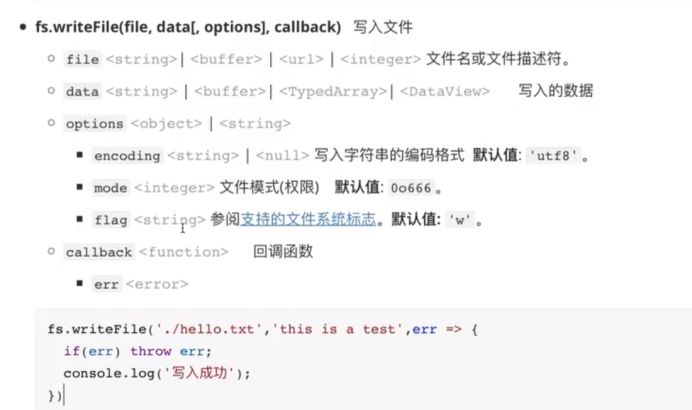 fs.writeFile(file, data[, options], callback) 写入文件
file <string>| <buffer> | <url> | <integer> 文件名或文件描述符。
data <string> | <buffer>| <TypedArray>| <DataView> 写入的数据
options <object> | <string>
encoding <string> | <null> 写入字符串的编码格式 默认值: 'utf8'。
mode <integer> 文件模式(权限) 默认值: 0o666。
flag <string> 参阅支持的文件系统标志。默认值: 'w'。
callback <function> 回调函数
err <error>
fs.writeFile('./hello.txt','this is a test',err => {
if(err) throw err;
console.log('写入成功');
})